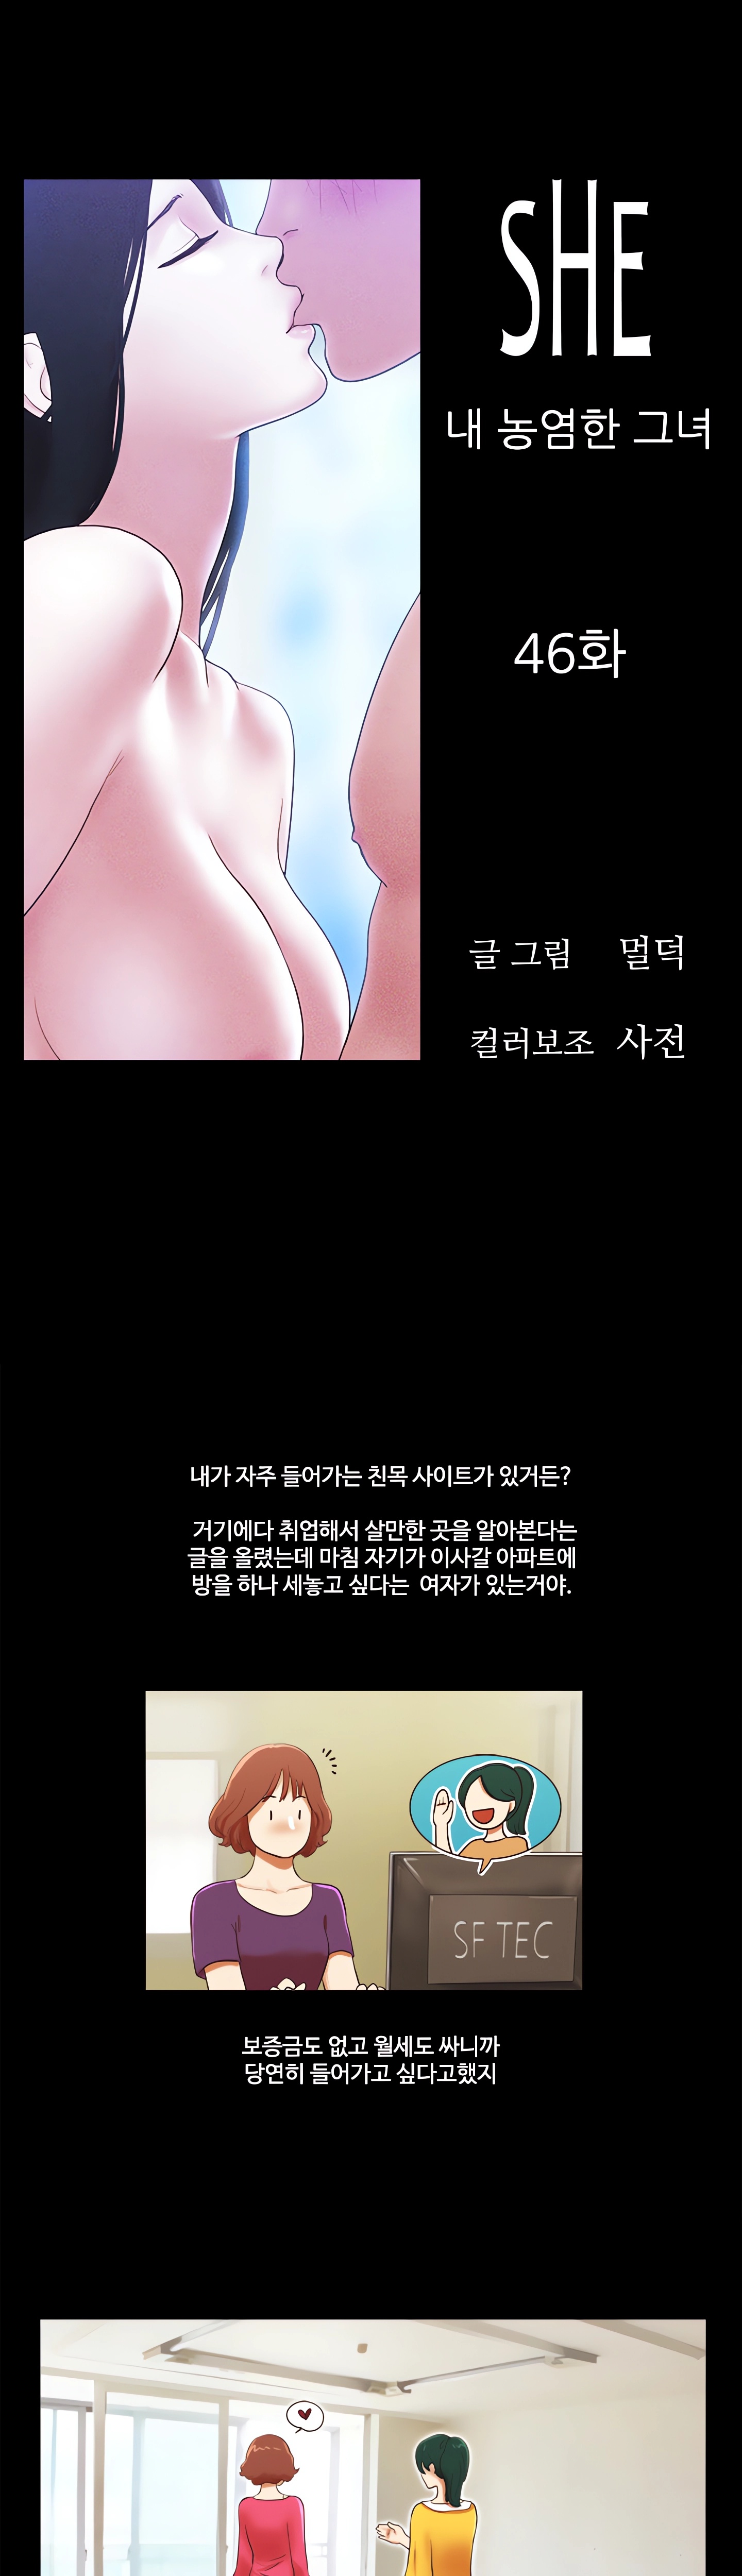 SHE
내 농염한 그녀
46화
글 그림 멀덕
컬러보조 사전
내가 자주 들어가는 친목 사이트가 있거든?
거기에다 취업해서 살만한 곳을 알아본다는
글을 올렸는데 마침 자기가 이사갈 아파트에
방을 하나 세놓고 싶다는 여자가 있는거야.
SF TEC
보증금도 없고 월세도 싸니까
당연히 들어가고 싶다고했지